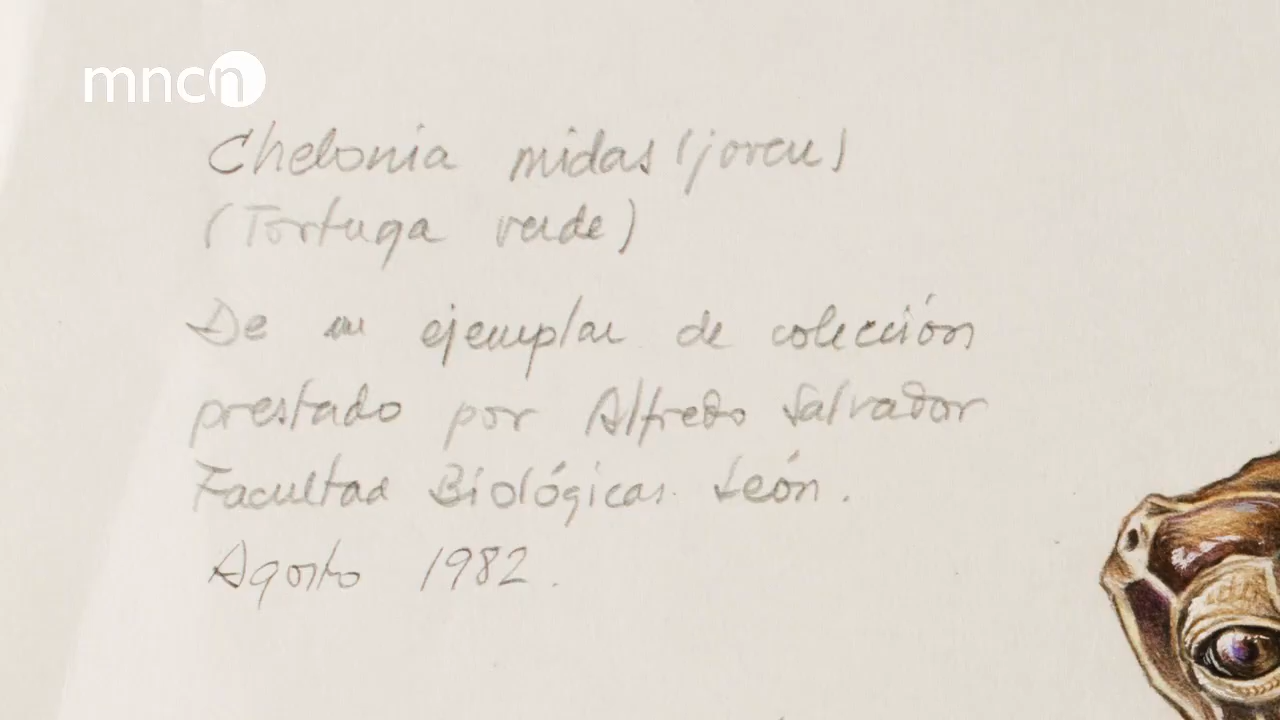 mncn
Chelonia midas (joven)
(Tortuga verde)
De un ejemplar de colección
prestado por Alfredo Salvador
Facultad Biológicas León.
Agosto 1982.